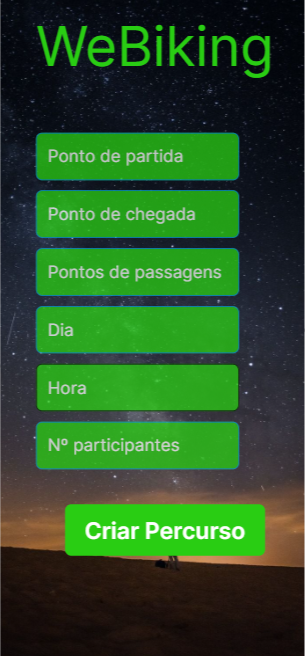 WeBiking
Ponto de partida
Ponto de chegada
Pontos de passagens
Dia
Hora
Nº participantes
Criar Percurso